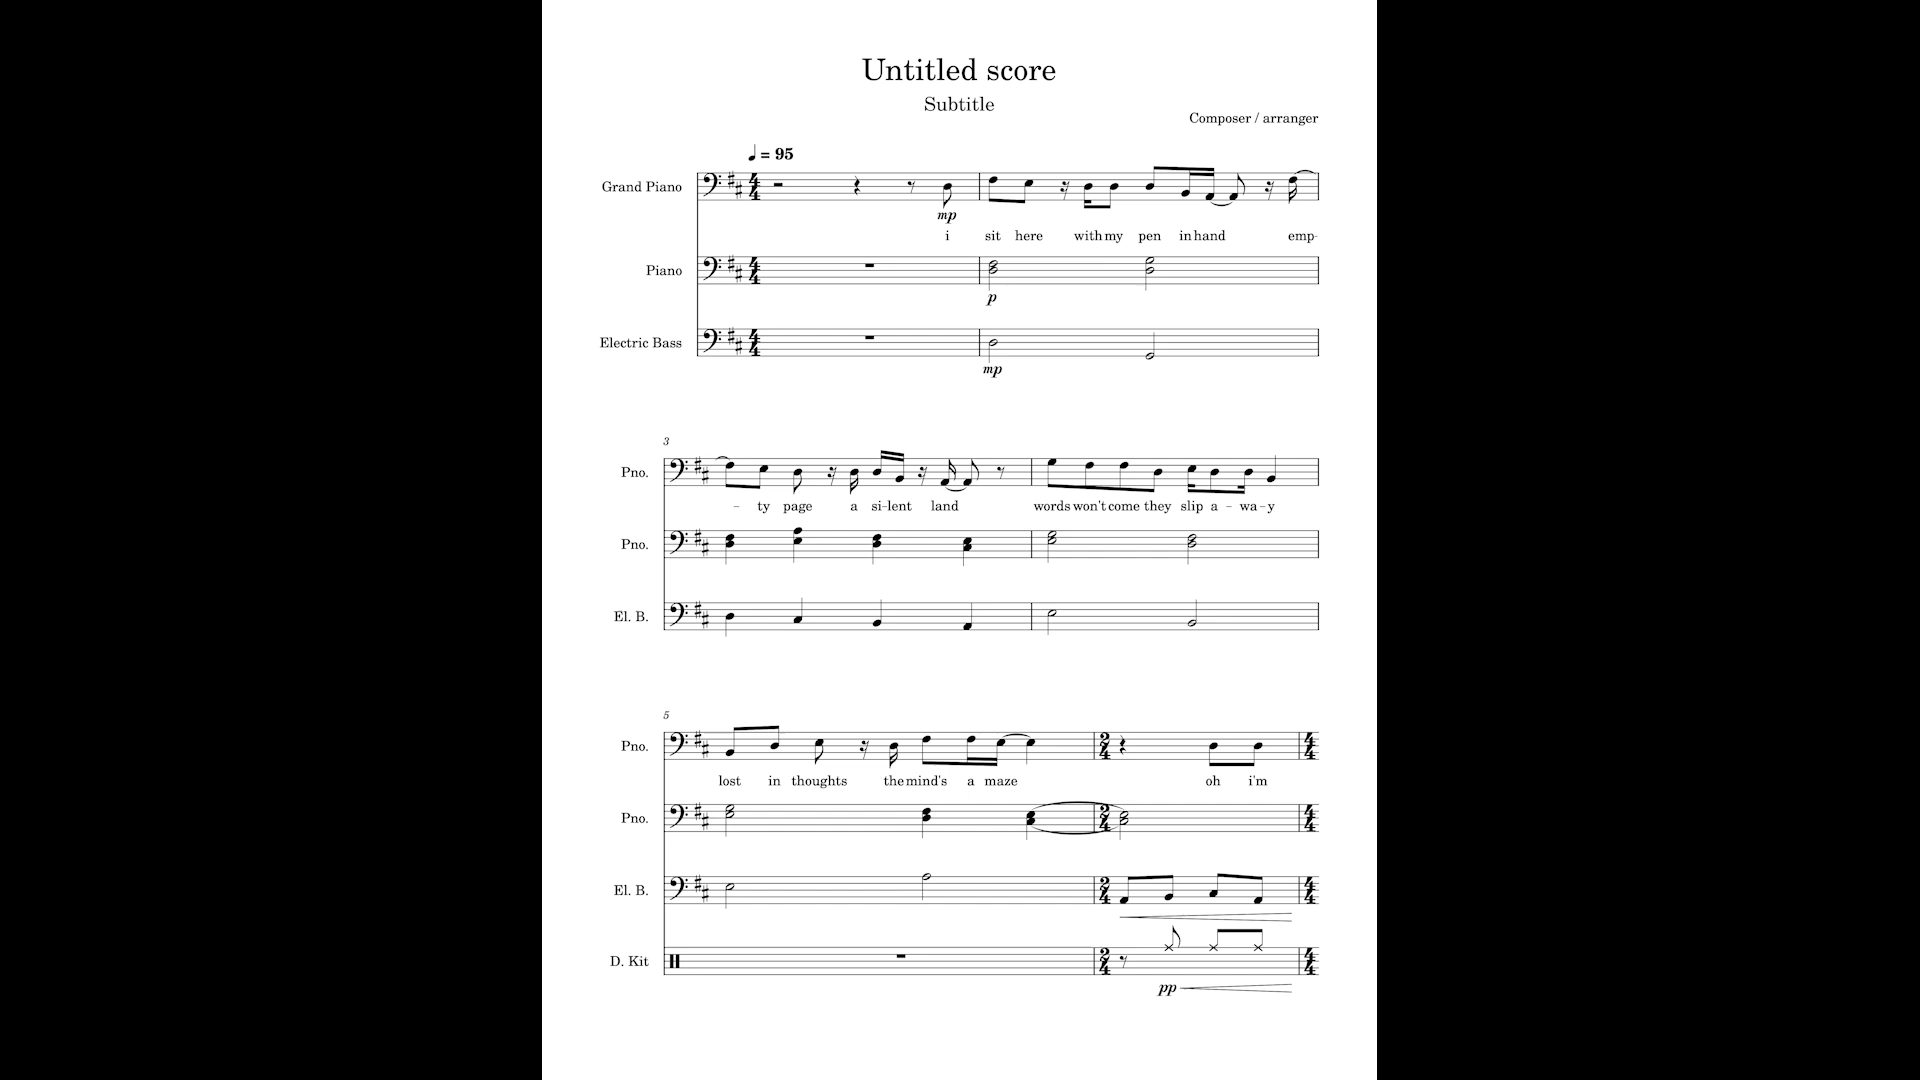 Untitled score
Subtitle
Composer / arranger
= 95
Grand Piano
mp
i sit here with my pen in hand emp-
Piano
p
Electric Bass
mp
3
Pno.
- ty page a si-lent land words won't come they slip a - wa-y
Pno.
El. B.
5
Pno.
lost in thoughts the mind's a maze oh i'm
Pno.
El. B.
D. Kit
pp